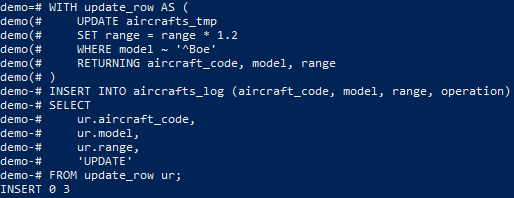 demo=# WITH update_row AS (
demo(#     UPDATE aircrafts_tmp
demo(#     SET range = range * 1.2
demo(#     WHERE model ~ '^Boe'
demo(#     RETURNING aircraft_code, model, range
demo(# )
demo-# INSERT INTO aircrafts_log (aircraft_code, model, range, operation)
demo-# SELECT
demo-#     ur.aircraft_code,
demo-#     ur.model,
demo-#     ur.range,
demo-#     'UPDATE'
demo-# FROM update_row ur;
INSERT 0 3